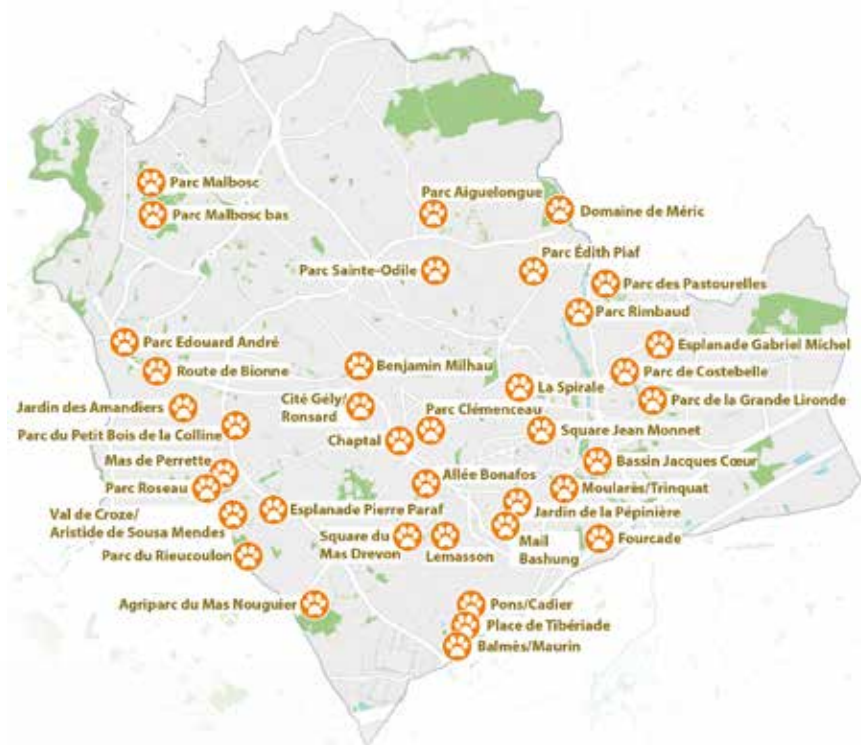 Parc Malbosc
Parc Malbosc bas
Parc Aiguelongue
Domaine de Méric
Parc Sainte-Odile
Parc Édith Piaf
Parc des Pastourelles
Parc Rimbaud
Parc Edouard André
Route de Bionne
Benjamin Milhau
Esplanade Gabriel Michel
Parc de Costebelle
Parc de la Grande Lironde
La Spirale
Jardin des Amandiers
Cité Gély/
Ronsard
Parc Clémenceau
Parc du Petit Bois de la Colline
Chaptal
Square Jean Monnet
Mas de Perrette
Bassin Jacques Cœur
Parc Roseau
Allée Bonafos
Moularès/Trinquat
Val de Croze/
Aristide de Sousa Mendes
Esplanade Pierre Paraf
Jardin de la Pépinière
Square du
Mas Drevon
Lemasson
Mail
Bashung
Fourcade
Parc du Rieucoulon
Agriparc du Mas Nouguier
Pons/Cadier
Place de Tibériade
Balmès/Maurin